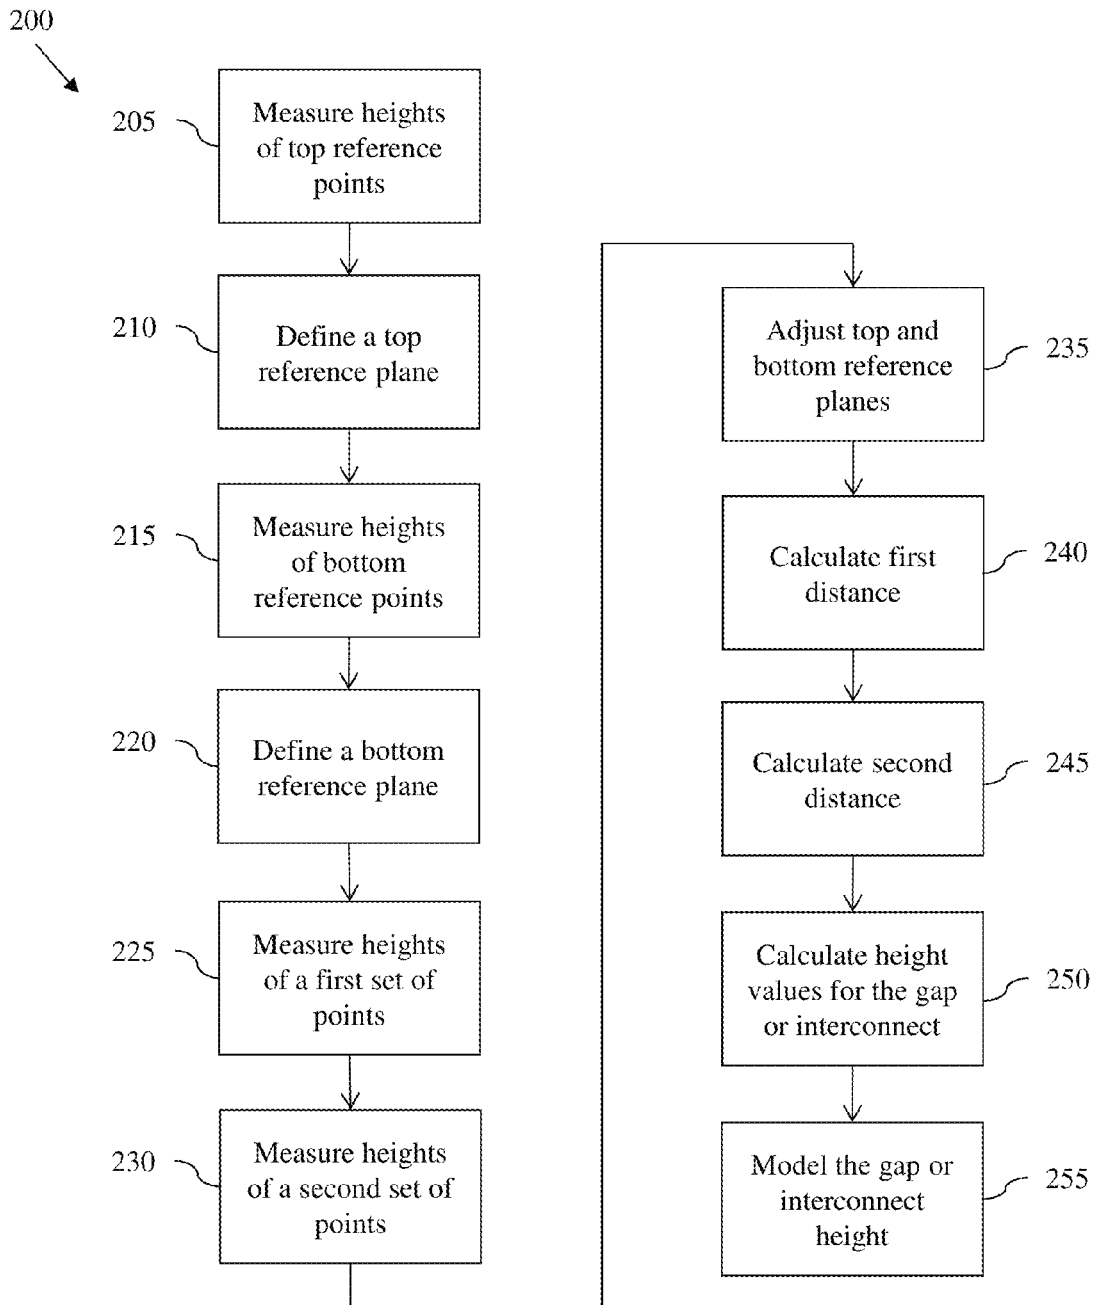 200
205
Measure heights
of top reference
points
210
Define a top
reference plane
215
Measure heights
of bottom
reference points
220
Define a bottom
reference plane
225
Measure heights
of a first set of
points
230
Measure heights
of a second set of
points
Adjust top and
bottom reference
planes
235
Calculate first
distance
240
Calculate second
distance
245
Calculate height
values for the gap
or interconnect
250
Model the gap or
interconnect
height
255